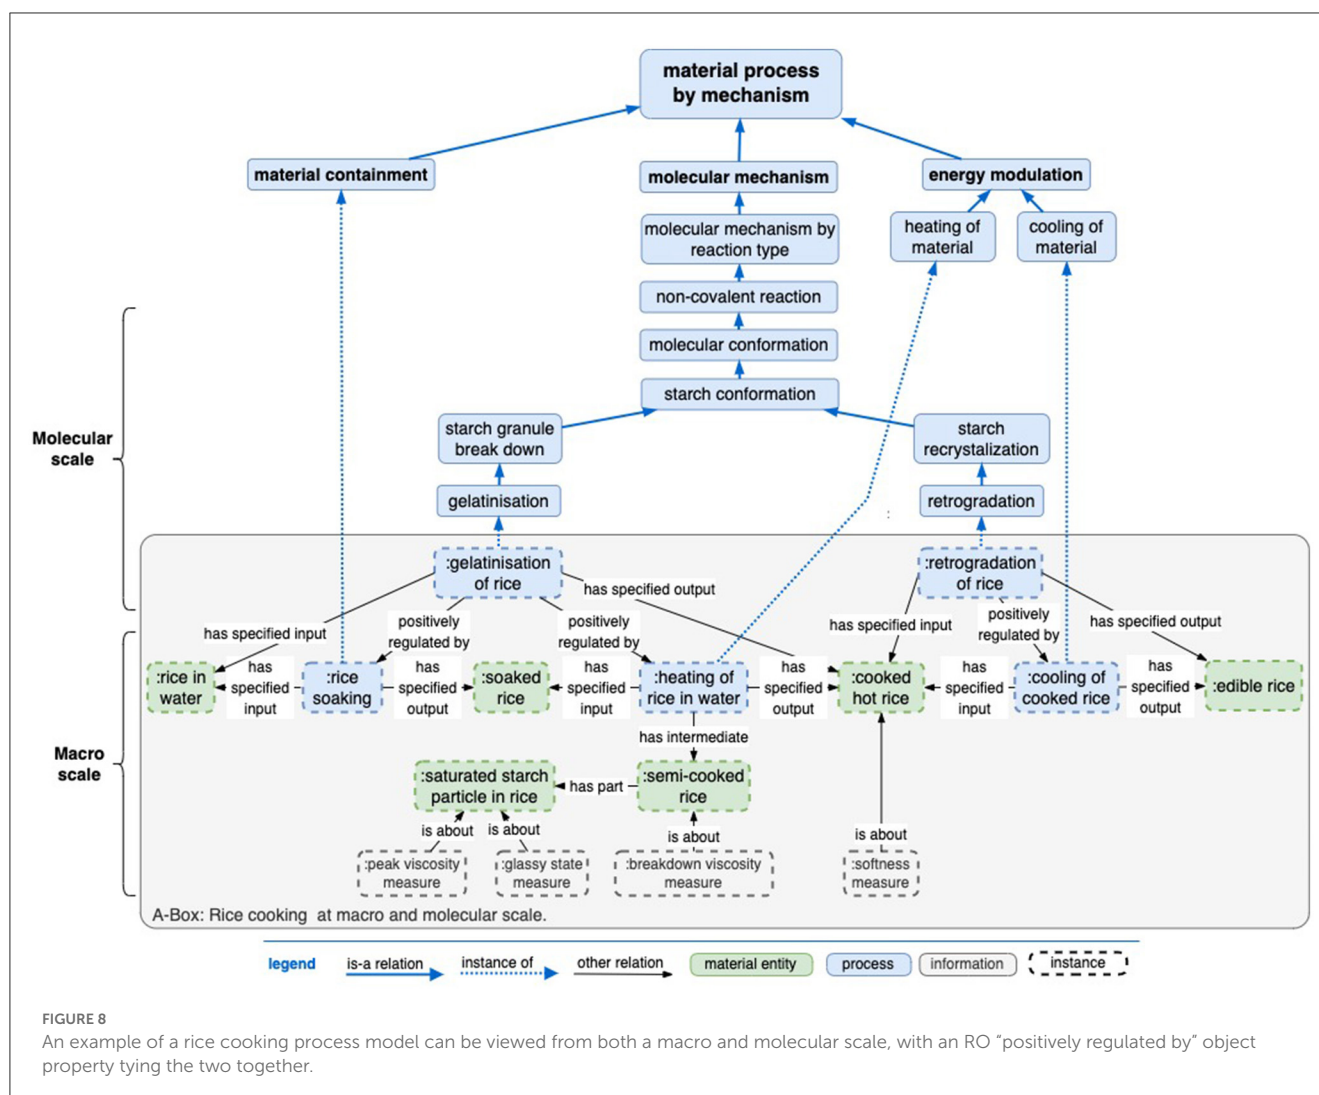 material process
by mechanism
material containment
molecular mechanism
energy modulation
molecular mechanism by
reaction type
heating of
material
cooling of
material
non-covalent reaction
molecular conformation
starch conformation
Molecular
scale
starch granule
break down
starch
recrystalization
gelatinisation
retrogradation
:
:gelatinisation
of rice
:retrogradation
of rice
has specified output
has specified input
positively
regulated by
positively
regulated by
has specified input
positively
regulated by
has specified output
:rice in
water
has
specified
input
:rice
soaking
has
specified
output
:soaked
rice
has
specified
input
:heating of
rice in water
has
specified
output
:cooked
hot rice
has
specified
input
:cooling of
cooked rice
has
specified
output
:edible rice
Macro
scale
has intermediate
:saturated starch
particle in rice
has part
:semi-cooked
rice
is about
is about
is about
is about
:peak viscosity
measure
:glassy state
measure
:breakdown viscosity
measure
:softness
measure
A-Box: Rice cooking at macro and molecular scale.
legend
is-a relation
instance of
other relation
material entity
process
information
instance
FIGURE 8
An example of a rice cooking process model can be viewed from both a macro and molecular scale, with an RO “positively regulated by” object
property tying the two together.